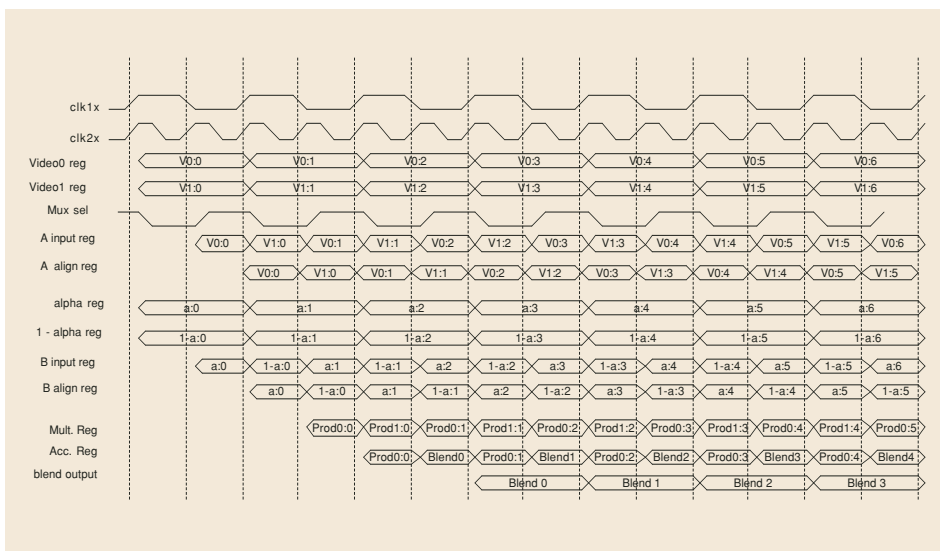 clk1x
clk2x
Video0 reg V0:0 V0:1 V0:2 V0:3 V0:4 V0:5 V0:6
Video1 reg V1:0 V1:1 V1:2 V1:3 V1:4 V1:5 V1:6
Mux sel
A input reg V0:0 V1:0 V0:1 V1:1 V0:2 V1:2 V0:3 V1:3 V0:4 V1:4 V0:5 V1:5 V0:6
A align reg V0:0 V1:0 V0:1 V1:1 V0:2 V1:2 V0:3 V1:3 V0:4 V1:4 V0:5 V1:5
alpha reg a:0 a:1 a:2 a:3 a:4 a:5 a:6
1 - alpha reg 1-a:0 1-a:1 1-a:2 1-a:3 1-a:4 1-a:5 1-a:6
B input reg a:0 1-a:0 a:1 1-a:1 a:2 1-a:2 a:3 1-a:3 a:4 1-a:4 a:5 1-a:5 a:6
B align reg a:0 1-a:0 a:1 1-a:1 a:2 1-a:2 a:3 1-a:3 a:4 1-a:4 a:5 1-a:5
Mult. Reg Prod0:0 Prod1:0 Prod0:1 Prod1:1 Prod0:2 Prod1:2 Prod0:3 Prod1:3 Prod0:4 Prod1:4 Prod0:5
Acc. Reg Prod0:0 Blend0 Prod0:1 Blend1 Prod0:2 Blend2 Prod0:3 Blend3 Prod0:4 Blend4
blend output Blend 0 Blend 1 Blend 2 Blend 3